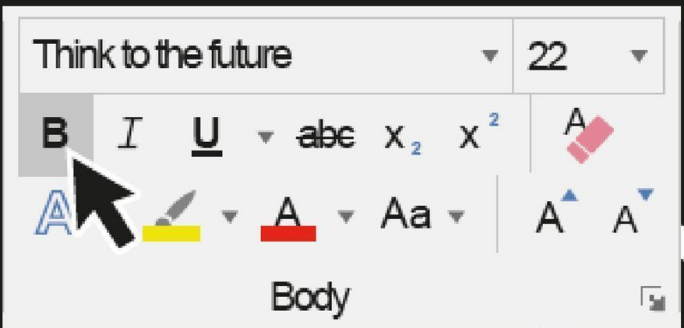 Think to the future 22
B I U abc X2 X2 A
A A Aa A A
Body